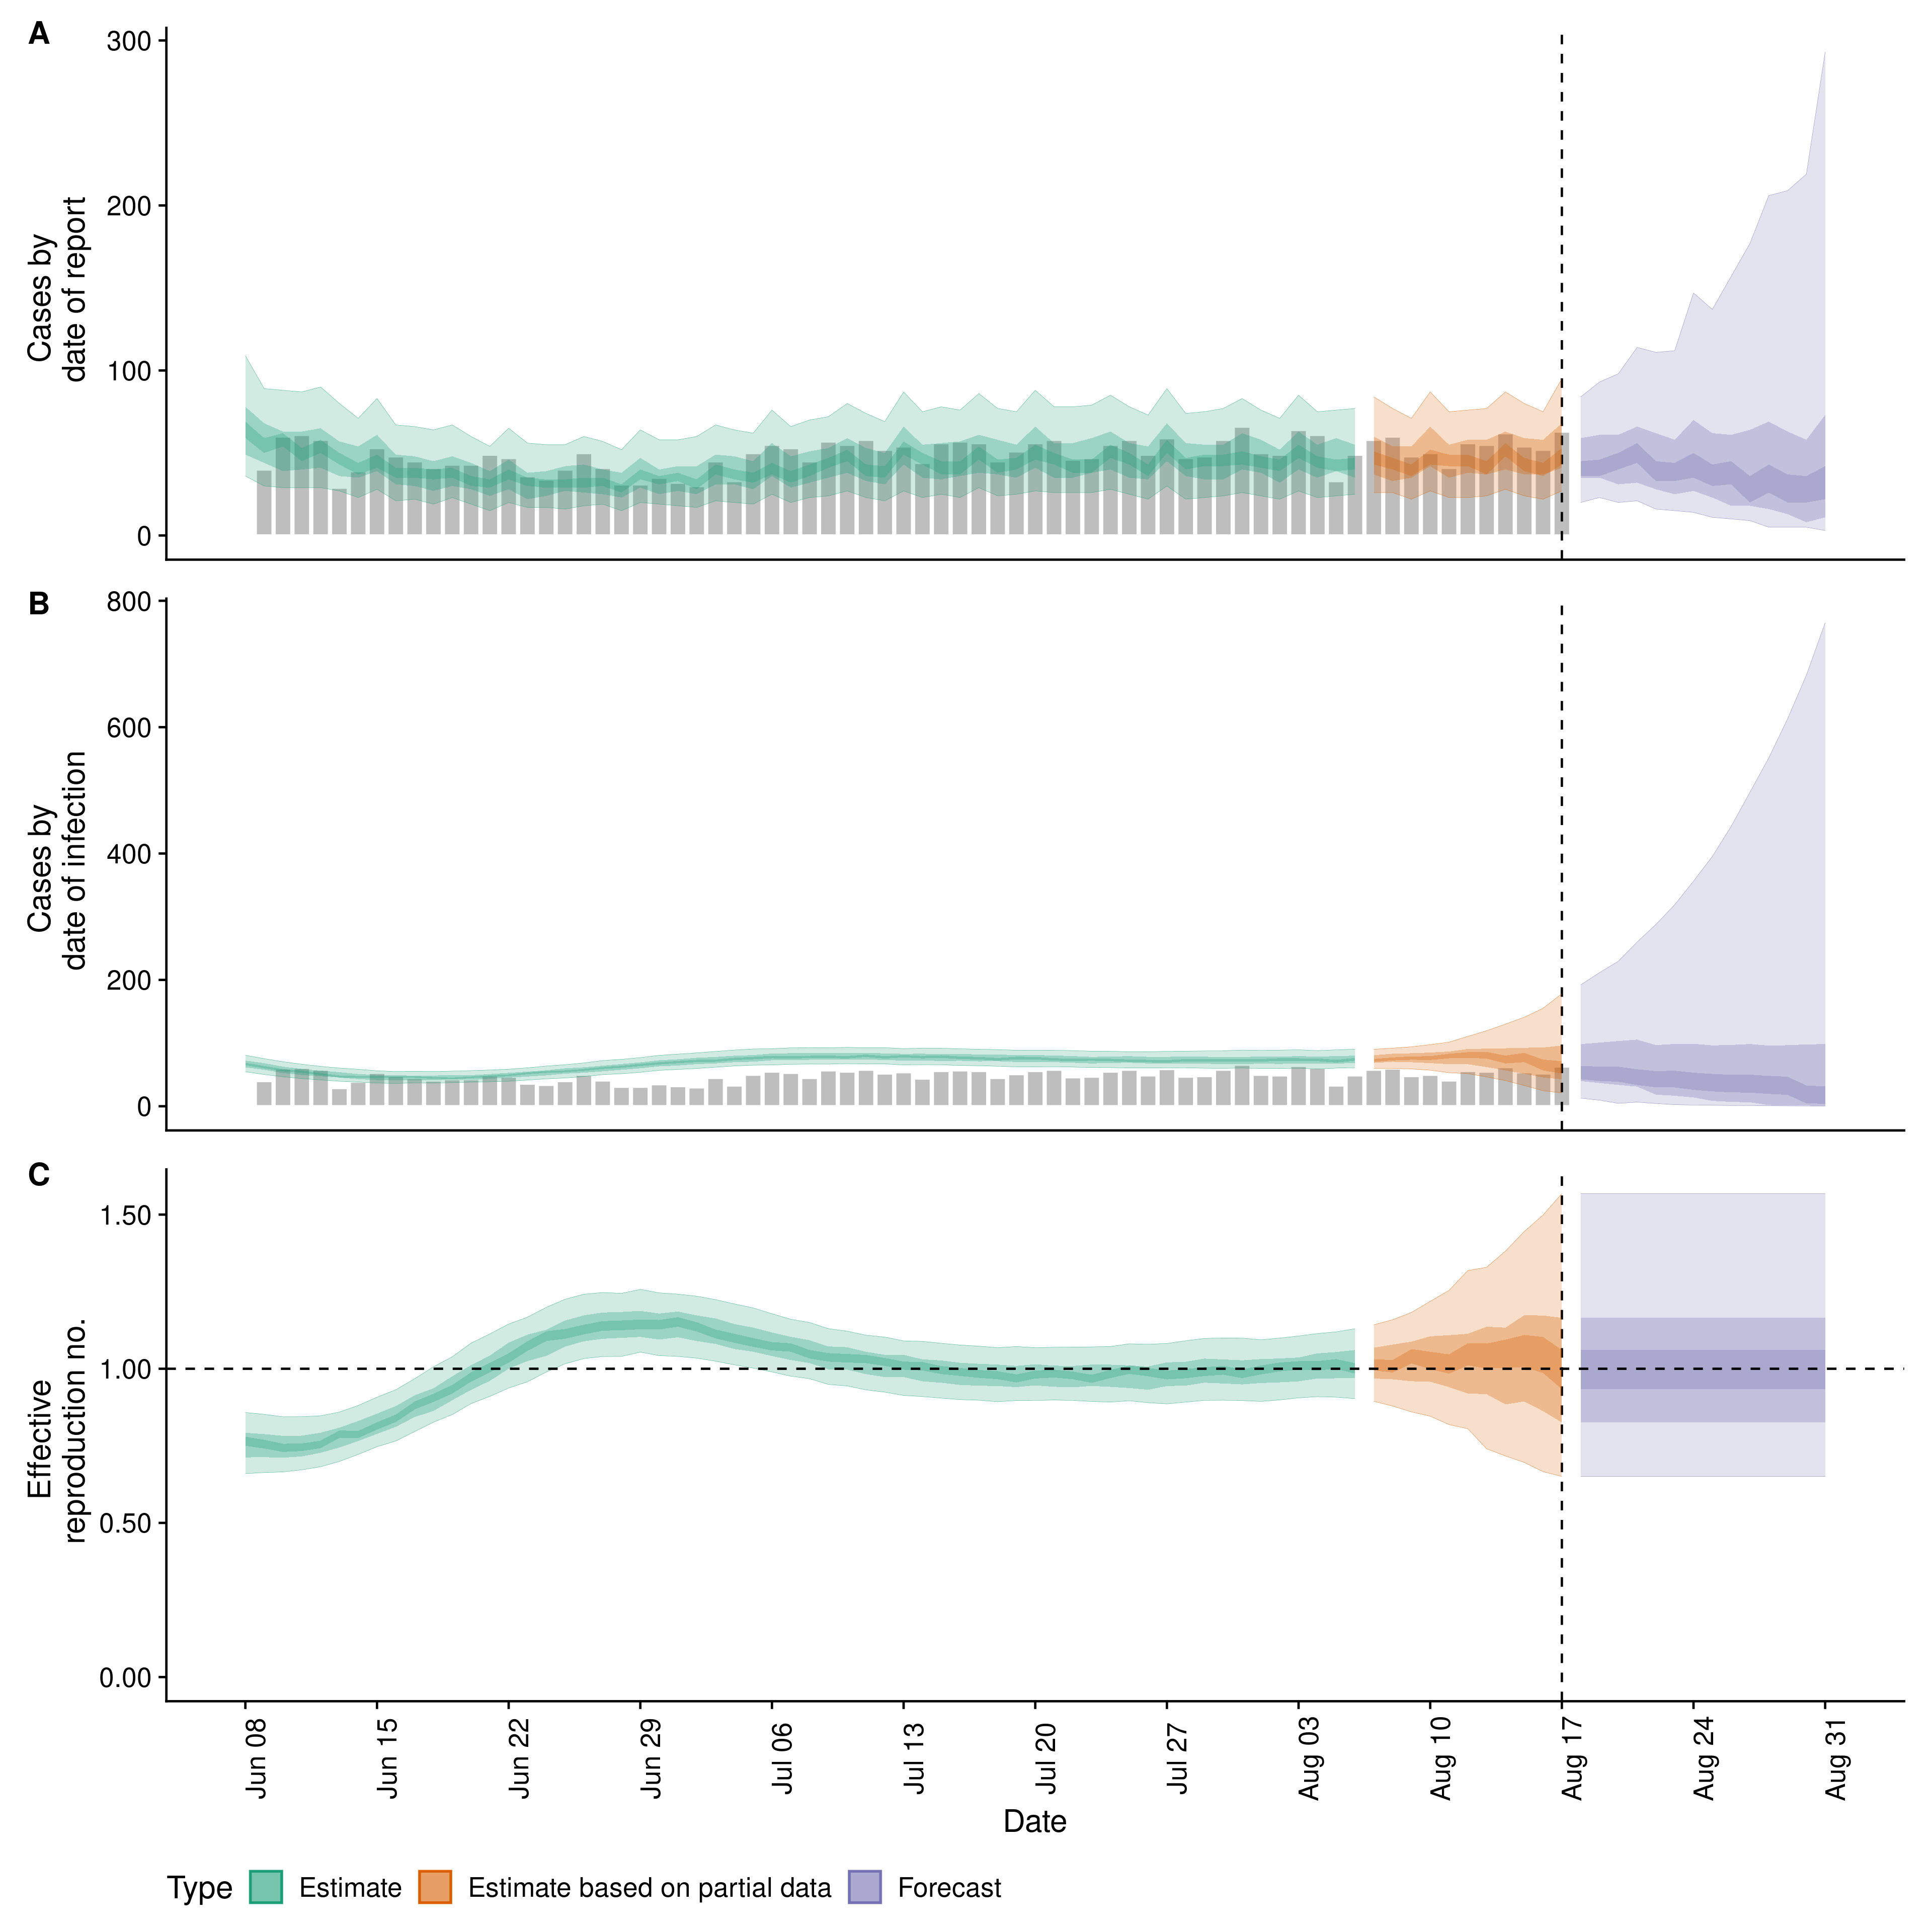 A
300
200
100
0
Cases by
date of report
B
800
600
400
200
0
Cases by
date of infection
C
1.50
1.00
0.50
0.00
Effective
reproduction no.
Jun 08
Jun 15
Jun 22
Jun 29
Jul 06
Jul 13
Jul 20
Jul 27
Aug 03
Aug 10
Aug 17
Aug 24
Aug 31
Date
Type Estimate Estimate based on partial data Forecast